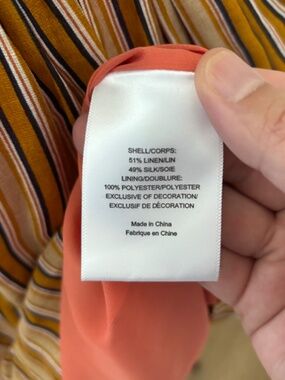 SHELL/CORPS:
51% LINEN/LIN
49% SILK/SOIE
LINING/DOUBLURE:
100% POLYESTER/POLYESTER
EXCLUSIVE OF DECORATION/
EXCLUSIF DE DÉCORATION
Made in China
Fabrique en Chine